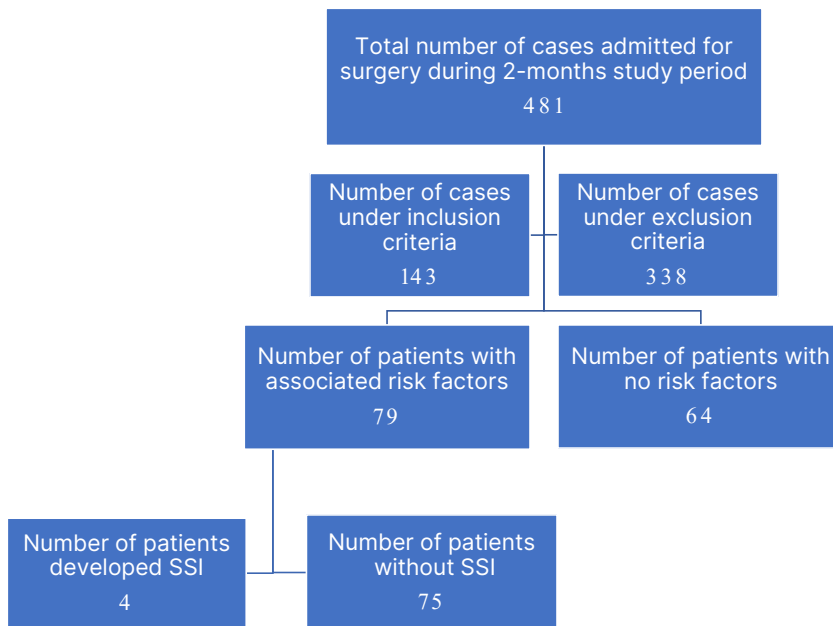 Total number of cases admitted for
surgery during 2-months study period
481
Number of cases
under inclusion
criteria
143
Number of cases
under exclusion
criteria
338
Number of patients with
associated risk factors
79
Number of patients with
no risk factors
64
Number of patients
developed SSI
4
Number of patients
without SSI
75